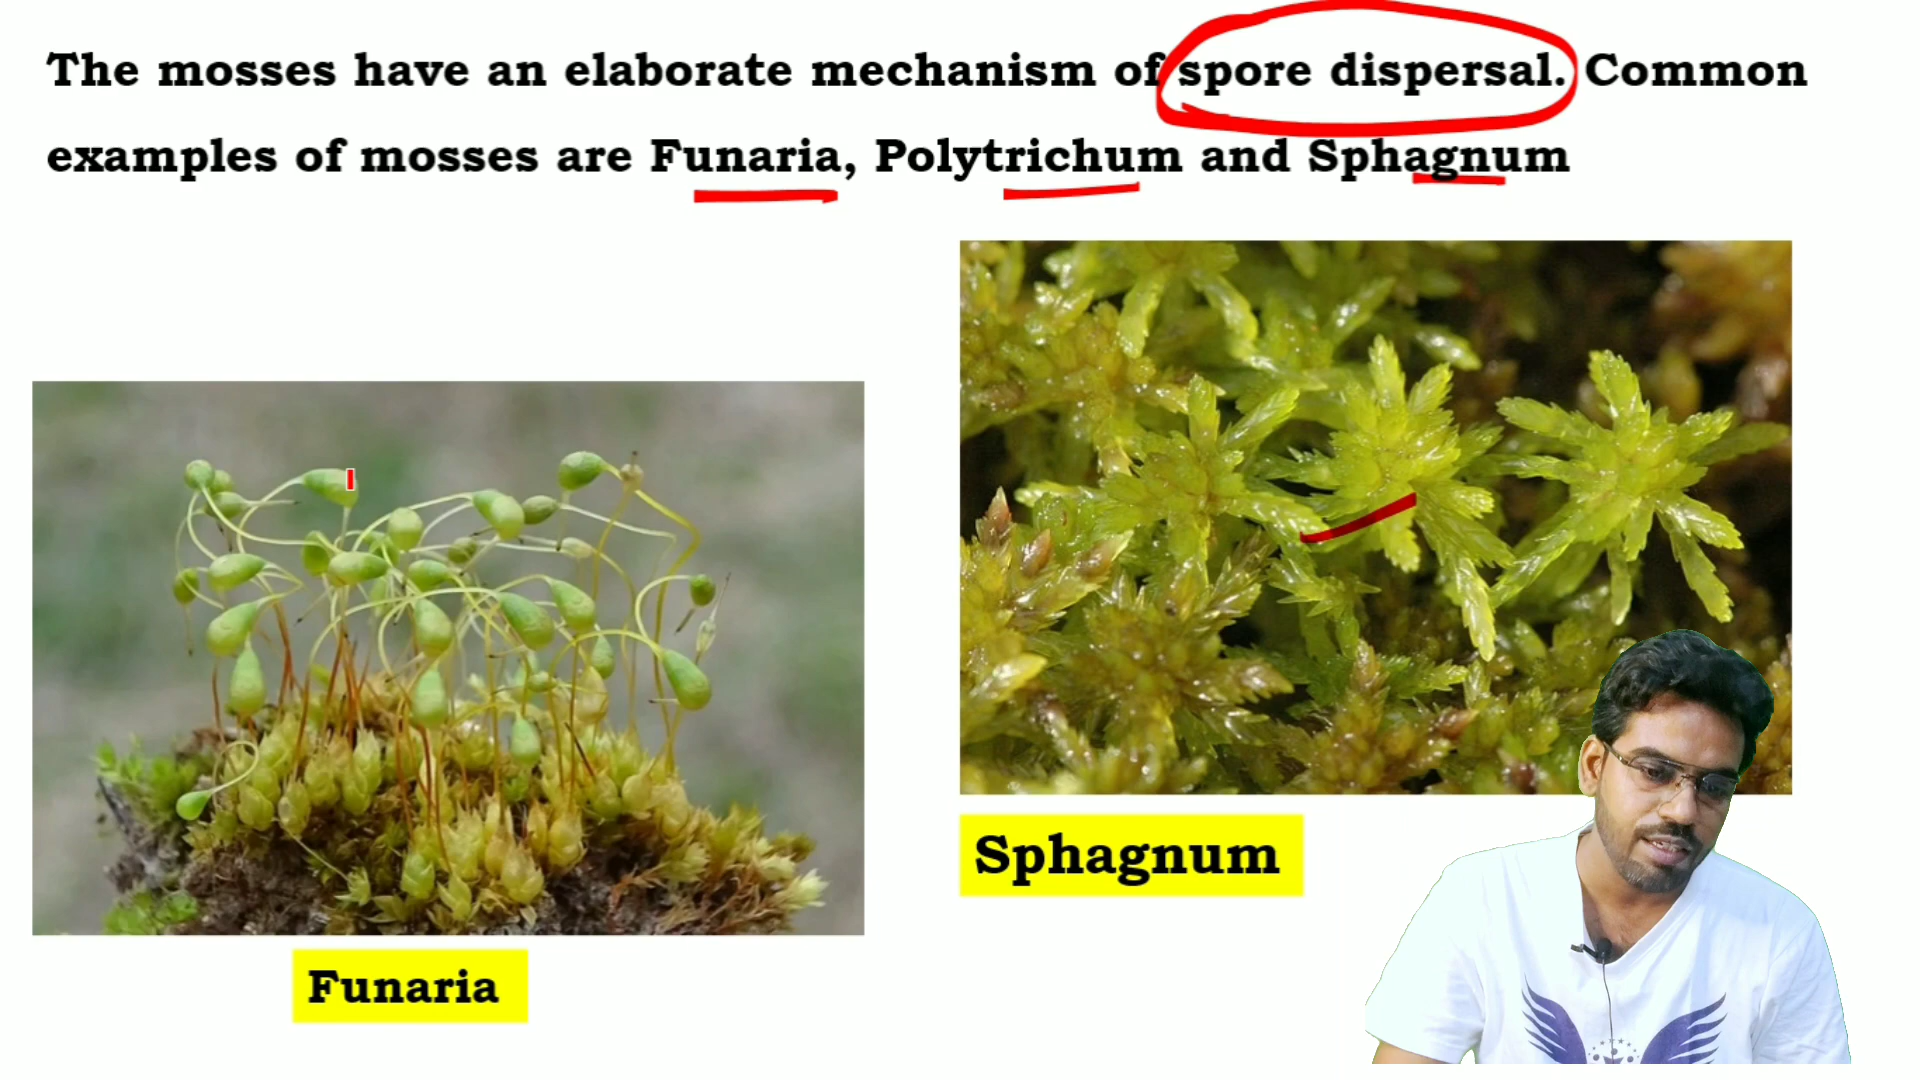 The mosses have an elaborate mechanism of spore dispersal. Common
examples of mosses are Funaria, Polytrichum and Sphagnum
Sphagnum
Funaria